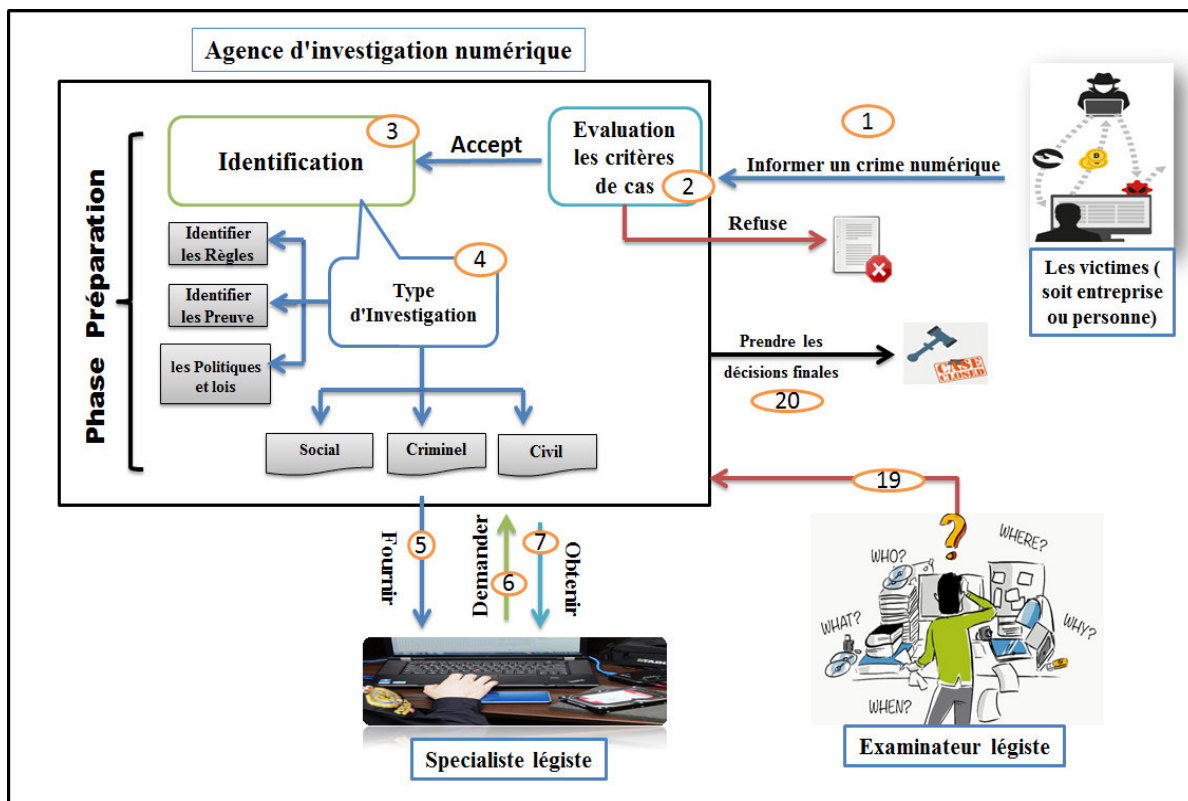 Agence d'investigation numérique
1
Informer un crime numérique
Evaluation
les critères
de cas
2
Accept
3
Identification
Refuse
Les victimes (
soit entreprise
ou personne)
Phase Préparation
Identifier
les Règles
Identifier
les Preuve
les Politiques
et lois
4
Type
d'Investigation
Social
Criminel
Civil
Prendre les
décisions finales
20
CASE
CLOSED
19
Fournir
5
Demander
6
7
Obtenir
Specialiste légiste
?
WHO?
WHERE?
WHAT?
WHY?
WHEN?
Examinateur légiste